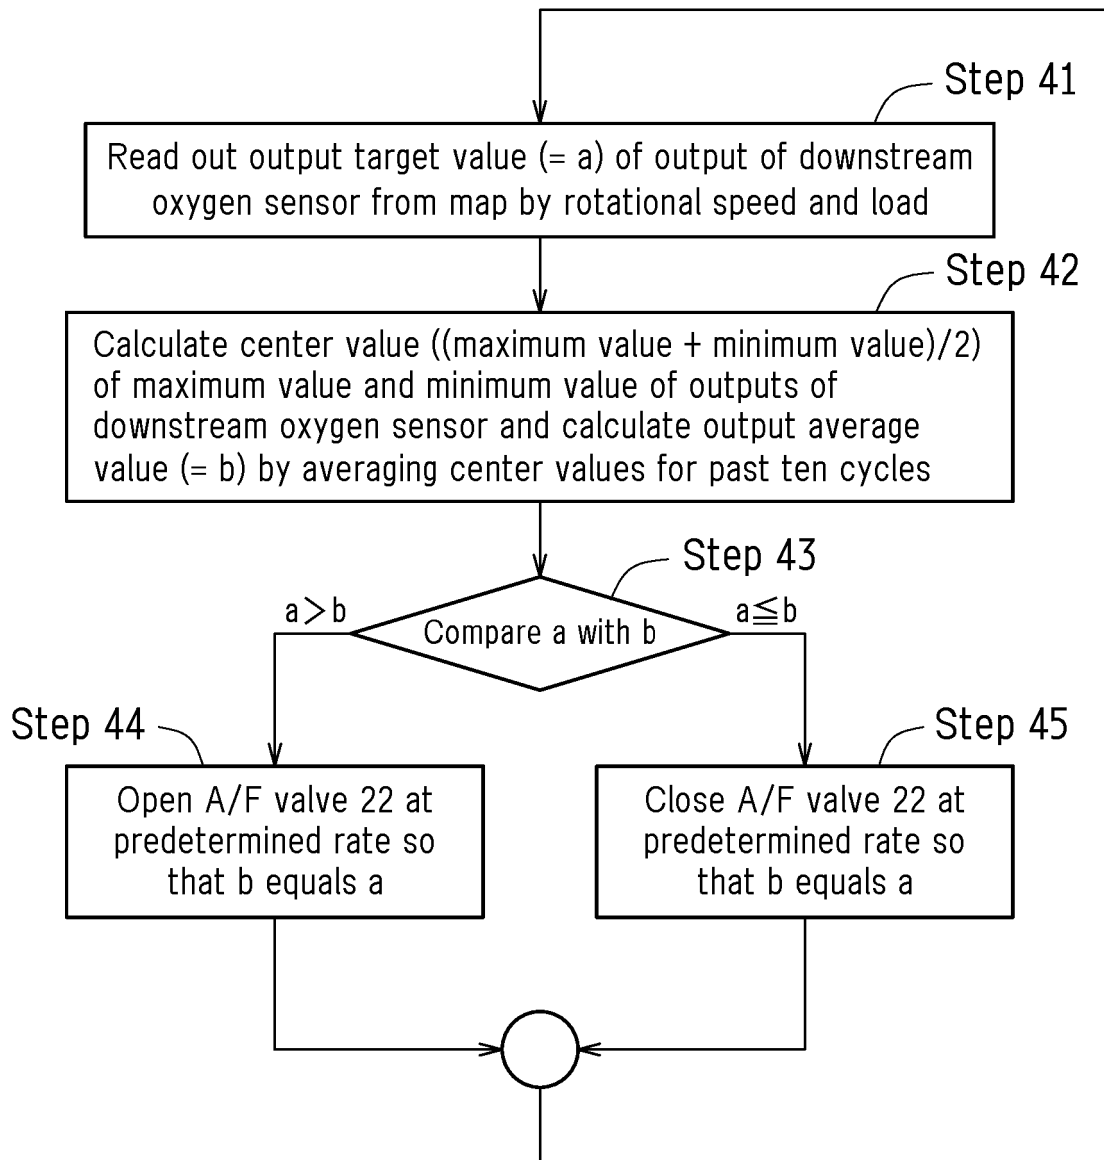 Step 41
Read out output target value (= a) of output of downstream
oxygen sensor from map by rotational speed and load
Step 42
Calculate center value ((maximum value + minimum value)/2)
of maximum value and minimum value of outputs of
downstream oxygen sensor and calculate output average
value (= b) by averaging center values for past ten cycles
Step 43
a>b
a≦b
Compare a with b
Step 44
Step 45
Open A/F valve 22 at
predetermined rate so
that b equals a
Close A/F valve 22 at
predetermined rate so
that b equals a